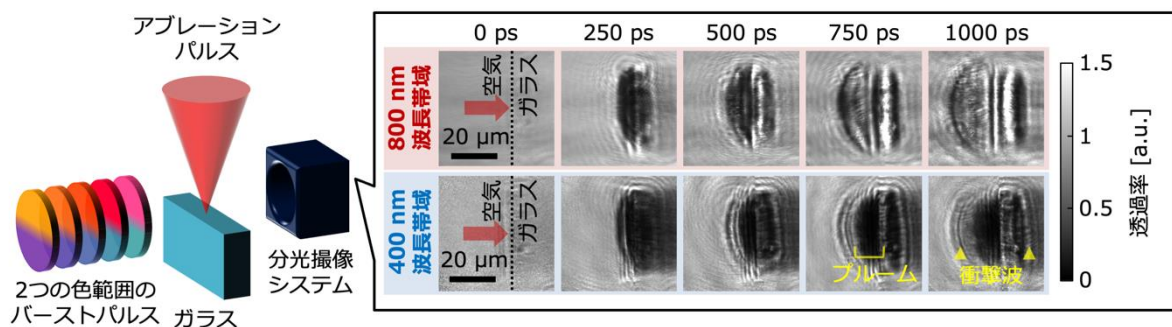 アブレーション
パルス
2つの色範囲の
バーストパルス
ガラス
分光撮像
システム
0 ps
250 ps
500 ps
750 ps
1000 ps
800 nm
波長帯域
空気
ガラス
20 μm
400 nm
波長帯域
空気
ガラス
20 μm
プルーム
衝撃波
1.5
1
0.5
0
透過率 [a.u.]